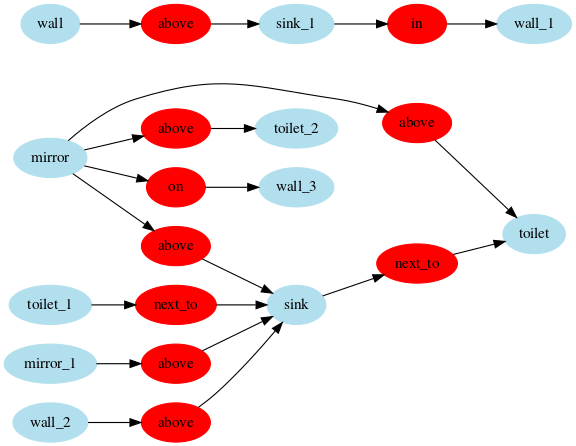 wall above sink_1 in wall_1
above
above toilet_2
mirror
on wall_3
toilet
above
next_to
toilet_1 next_to sink
mirror_1 above
wall_2 above